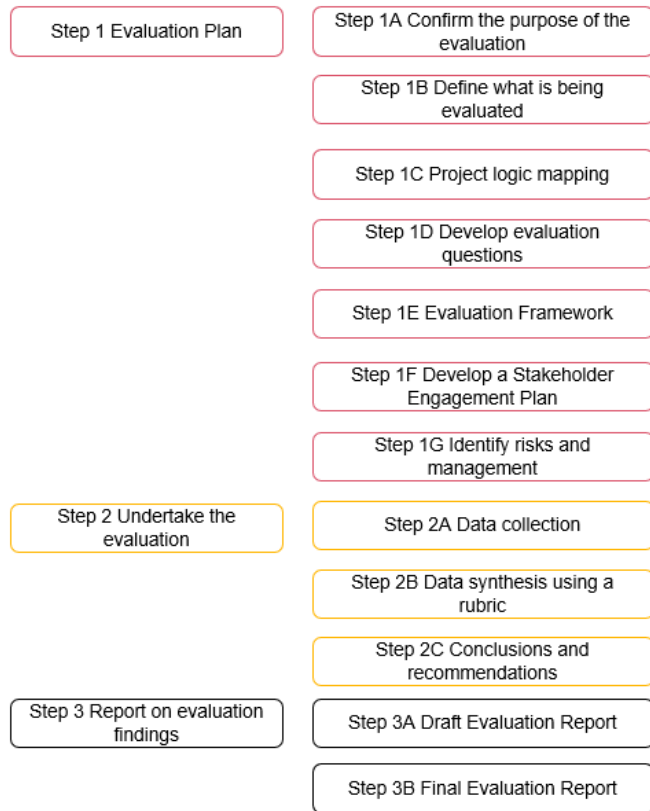 Step 1 Evaluation Plan
Step 1A Confirm the purpose of the
evaluation
Step 1B Define what is being
evaluated
Step 1C Project logic mapping
Step 1D Develop evaluation
questions
Step 1E Evaluation Framework
Step 1F Develop a Stakeholder
Engagement Plan
Step 1G Identify risks and
management
Step 2 Undertake the
evaluation
Step 2A Data collection
Step 2B Data synthesis using a
rubric
Step 2C Conclusions and
recommendations
Step 3 Report on evaluation
findings
Step 3A Draft Evaluation Report
Step 3B Final Evaluation Report